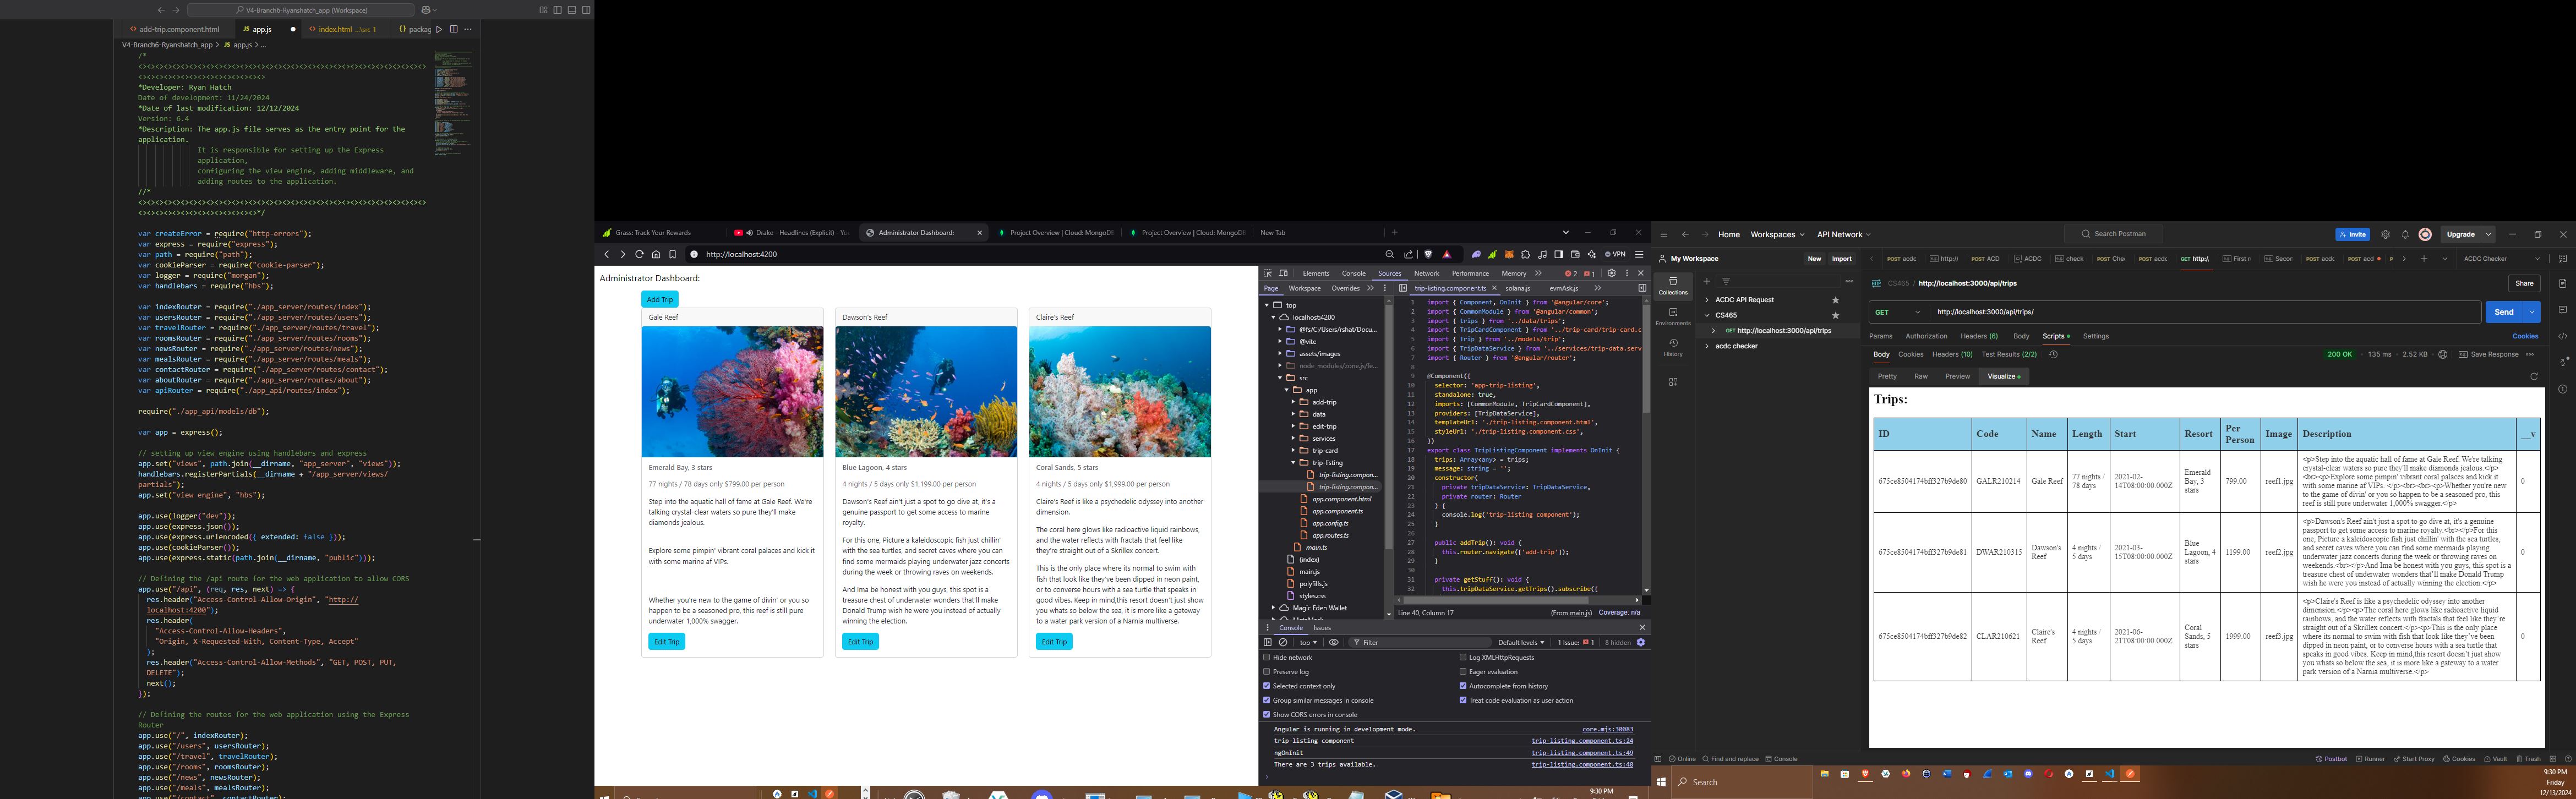 V4-Branch6-Ryanshatch_app (Workspace)
add-trip.component.html
JS app.js
index.html ../src 1
packag
V4-Branch6-Ryanshatch_app > JS app.js > ...
/*
*Developer: Ryan Hatch
Date of development: 11/24/2024
*Date of last modification: 12/12/2024
Version: 6.4
*Description: The app.js file serves as the entry point for the
application.
It is responsible for setting up the Express
application,
configuring the view engine, adding middleware, and
adding routes to the application.
//*
var createError = require("http-errors");
var express = require("express");
var path = require("path");
var cookieParser = require("cookie-parser");
var logger = require("morgan");
var handlebars = require("hbs");
var indexRouter = require("./app_server/routes/index");
var usersRouter = require("./app_server/routes/users");
var travelRouter = require("./app_server/routes/travel");
var roomsRouter = require("./app_server/routes/rooms");
var newsRouter = require("./app_server/routes/news");
var mealsRouter = require("./app_server/routes/meals");
var contactRouter = require("./app_server/routes/contact");
var aboutRouter = require("./app_server/routes/about");
var apiRouter = require("./app_api/routes/index");
require("./app_api/models/db");
var app = express();
// setting up view engine using handlebars and express
app.set("views", path.join(__dirname, "app_server", "views"));
handlebars.registerPartials(__dirname + "/app_server/views/
partials");
app.set("view engine", "hbs");
app.use(logger("dev"));
app.use(express.json());
app.use(express.urlencoded({ extended: false }));
app.use(cookieParser());
app.use(express.static(path.join(__dirname, "public")));
// Defining the /api route for the web application to allow CORS
app.use("/api", (req, res, next) => {
res.header("Access-Control-Allow-Origin", "http://
localhost:4200");
res.header(
"Access-Control-Allow-Headers",
"Origin, X-Requested-With, Content-Type, Accept"
);
res.header("Access-Control-Allow-Methods", "GET, POST, PUT,
DELETE");
next();
});
// Defining the routes for the web application using the Express
Router
app.use("/", indexRouter);
app.use("/users", usersRouter);
app.use("/travel", travelRouter);
app.use("/rooms", roomsRouter);
app.use("/news", newsRouter);
app.use("/meals", mealsRouter);
app.use("/contact", contactRouter);
Grass: Track Your Rewards
Drake - Headlines (Explicit) - Yo
Administrator Dashboard:
Project Overview | Cloud: MongoDB
Project Overview | Cloud: MongoDB
New Tab
http://localhost:4200
VPN
Administrator Dashboard:
Add Trip
Gale Reef
Emerald Bay, 3 stars
77 nights / 78 days only $799.00 per person
Step into the aquatic hall of fame at Gale Reef. We're
talking crystal-clear waters so pure they'll make
diamonds jealous.
Explore some pimpin' vibrant coral palaces and kick it
with some marine af VIPs.
Whether you're new to the game of divin' or you so
happen to be a seasoned pro, this reef is still pure
underwater 1,000% swagger.
Edit Trip
Dawson's Reef
Blue Lagoon, 4 stars
4 nights / 5 days only $1,199.00 per person
Dawson's Reef ain't just a spot to go dive at, it's a
genuine passport to get some access to marine
royalty.
For this one, Picture a kaleidoscopic fish just chillin'
with the sea turtles, and secret caves where you can
find some mermaids playing underwater jazz concerts
during the week or throwing raves on weekends.
And Ima be honest with you guys, this spot is a
treasure chest of underwater wonders that'll make
Donald Trump wish he were you instead of actually
winning the election.
Edit Trip
Claire's Reef
Coral Sands, 5 stars
4 nights / 5 days only $1,999.00 per person
Claire's Reef is like a psychedelic odyssey into another
dimension.
The coral here glows like radioactive liquid rainbows,
and the water reflects with fractals that feel like
they're straight out of a Skrillex concert.
This is the only place where its normal to swim with
fish that look like they've been dipped in neon paint,
or to converse hours with a sea turtle that speaks in
good vibes. Keep in mind,this resort doesn't just show
you whats so below the sea, it is more like a gateway
to a water park version of a Narnia multiverse.
Edit Trip
Elements Console Sources Network Performance Memory
2 1
Page Workspace Overrides
trip-listing.component.ts
solana.js
evmAsk.js
top
localhost:4200
@fs/C:/Users/rshat/Docu...
@vite
assets/images
node_modules/zone.js/fe...
src
app
add-trip
data
edit-trip
services
trip-card
trip-listing
trip-listing.compon...
trip-listing.compon...
app.component.html
app.component.ts
app.config.ts
app.routes.ts
main.ts
(index)
main.js
polyfills.js
styles.css
Magic Eden Wallet
1 import { Component, OnInit } from '@angular/core';
2 import { CommonModule } from '@angular/common';
3 import { trips } from '../data/trips';
4 import { TripCardComponent } from '../trip-card/trip-card.c
5 import { Trip } from '../models/trip';
6 import { TripDataService } from '../services/trip-data.serv
7 import { Router } from '@angular/router';
8
9 @Component({
10 selector: 'app-trip-listing',
11 standalone: true,
12 imports: [CommonModule, TripCardComponent],
13 providers: [TripDataService],
14 templateUrl: './trip-listing.component.html',
15 styleUrl: './trip-listing.component.css',
16 })
17 export class TripListingComponent implements OnInit {
18 trips: Array<any> = trips;
19 message: string = '';
20 constructor(
21 private tripDataService: TripDataService,
22 private router: Router
23 ) {
24 console.log('trip-listing component');
25 }
26
27 public addTrip(): void {
28 this.router.navigate(['add-trip']);
29 }
30
31 private getStuff(): void {
32 this.tripDataService.getTrips().subscribe({
Line 40, Column 17
(From main.js) Coverage: n/a
Console Issues
top
Filter
Default levels
1 Issue: 1
8 hidden
Hide network
Log XMLHttpRequests
Preserve log
Eager evaluation
Selected context only
Autocomplete from history
Group similar messages in console
Treat code evaluation as user action
Show CORS errors in console
Angular is running in development mode. core.mjs:30083
trip-listing component trip-listing.component.ts:24
ngOnInit trip-listing.component.ts:49
There are 3 trips available. trip-listing.component.ts:40
9:30 PM
Home Workspaces API Network
Search Postman
Invite
Upgrade
My Workspace
New Import
Collections
Environments
History
ACDC API Request
CS465
GET http://localhost:3000/api/trips
acdc checker
POST acdc
http://
POST ACD
ACDC
check
POST Chec
POST acdc
GET http:/
First r
Secor
POST acdc
POST acd
ACDC Checker
CS465 / http://localhost:3000/api/trips
Share
GET
http://localhost:3000/api/trips/
Send
Params Authorization Headers (6) Body Scripts Settings
Cookies
Body Cookies Headers (10) Test Results (2/2)
200 OK 135 ms 2.52 KB
Save Response
Pretty Raw Preview Visualize
Trips:
ID Code Name Length Start Resort Per Person Image Description __v
675ce8504174bff327b9de80 GALR210214 Gale Reef 77 nights / 78 days 2021-02-14T08:00:00.000Z Emerald Bay, 3 stars 799.00 reef1.jpg
<p>Step into the aquatic hall of fame at Gale Reef. We're talking
crystal-clear waters so pure they'll make diamonds jealous.</p>
<br><p>Explore some pimpin' vibrant coral palaces and kick it
with some marine af VIPs. </p><br><br><p>Whether you're new
to the game of divin' or you so happen to be a seasoned pro, this
reef is still pure underwater 1,000% swagger.</p>
0
675ce8504174bff327b9de81 DWAR210315 Dawson's Reef 4 nights / 5 days 2021-03-15T08:00:00.000Z Blue Lagoon, 4 stars 1199.00 reef2.jpg
<p>Dawson's Reef ain't just a spot to go dive at, it's a genuine
passport to get some access to marine royalty.<br></p>For this
one, Picture a kaleidoscopic fish just chillin' with the sea turtles,
and secret caves where you can find some mermaids playing
underwater jazz concerts during the week or throwing raves on
weekends.<br></p>And Ima be honest with you guys, this spot is a
treasure chest of underwater wonders that'll make Donald Trump
wish he were you instead of actually winning the election.<p>
0
675ce8504174bff327b9de82 CLAR210621 Claire's Reef 4 nights / 5 days 2021-06-21T08:00:00.000Z Coral Sands, 5 stars 1999.00 reef3.jpg
<p>Claire's Reef is like a psychedelic odyssey into another
dimension.</p><p>The coral here glows like radioactive liquid
rainbows, and the water reflects with fractals that feel like they're
straight out of a Skrillex concert.</p><p>This is the only place
where its normal to swim with fish that look like they've been
dipped in neon paint, or to converse hours with a sea turtle that
speaks in good vibes. Keep in mind,this resort doesn't just show
you whats so below the sea, it is more like a gateway to a water
park version of a Narnia multiverse.</p>
0
Online Find and replace Console
Postbot Runner Start Proxy Cookies Vault Trash
Search
9:30 PM
Friday
12/13/2024